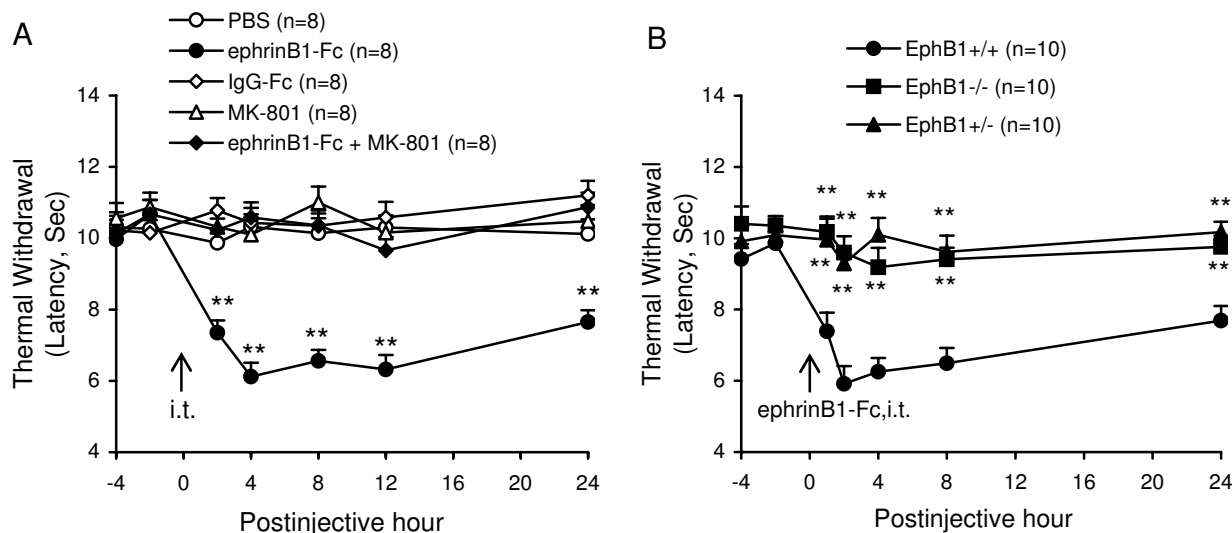 A
PBS (n=8)
ephrinB1-Fc (n=8)
IgG-Fc (n=8)
MK-801 (n=8)
ephrinB1-Fc + MK-801 (n=8)
Thermal Withdrawal
(Latency, Sec)
14
12
10
8
6
4
**
**
**
**
**
i.t.
-4 0 4 8 12 16 20 24
Postinjective hour
B
EphB1+/+ (n=10)
EphB1-/- (n=10)
EphB1+/- (n=10)
Thermal Withdrawal
(Latency, Sec)
14
12
10
8
6
4
**
**
**
**
**
**
**
**
**
**
ephrinB1-Fc,i.t.
-4 0 4 8 12 16 20 24
Postinjective hour